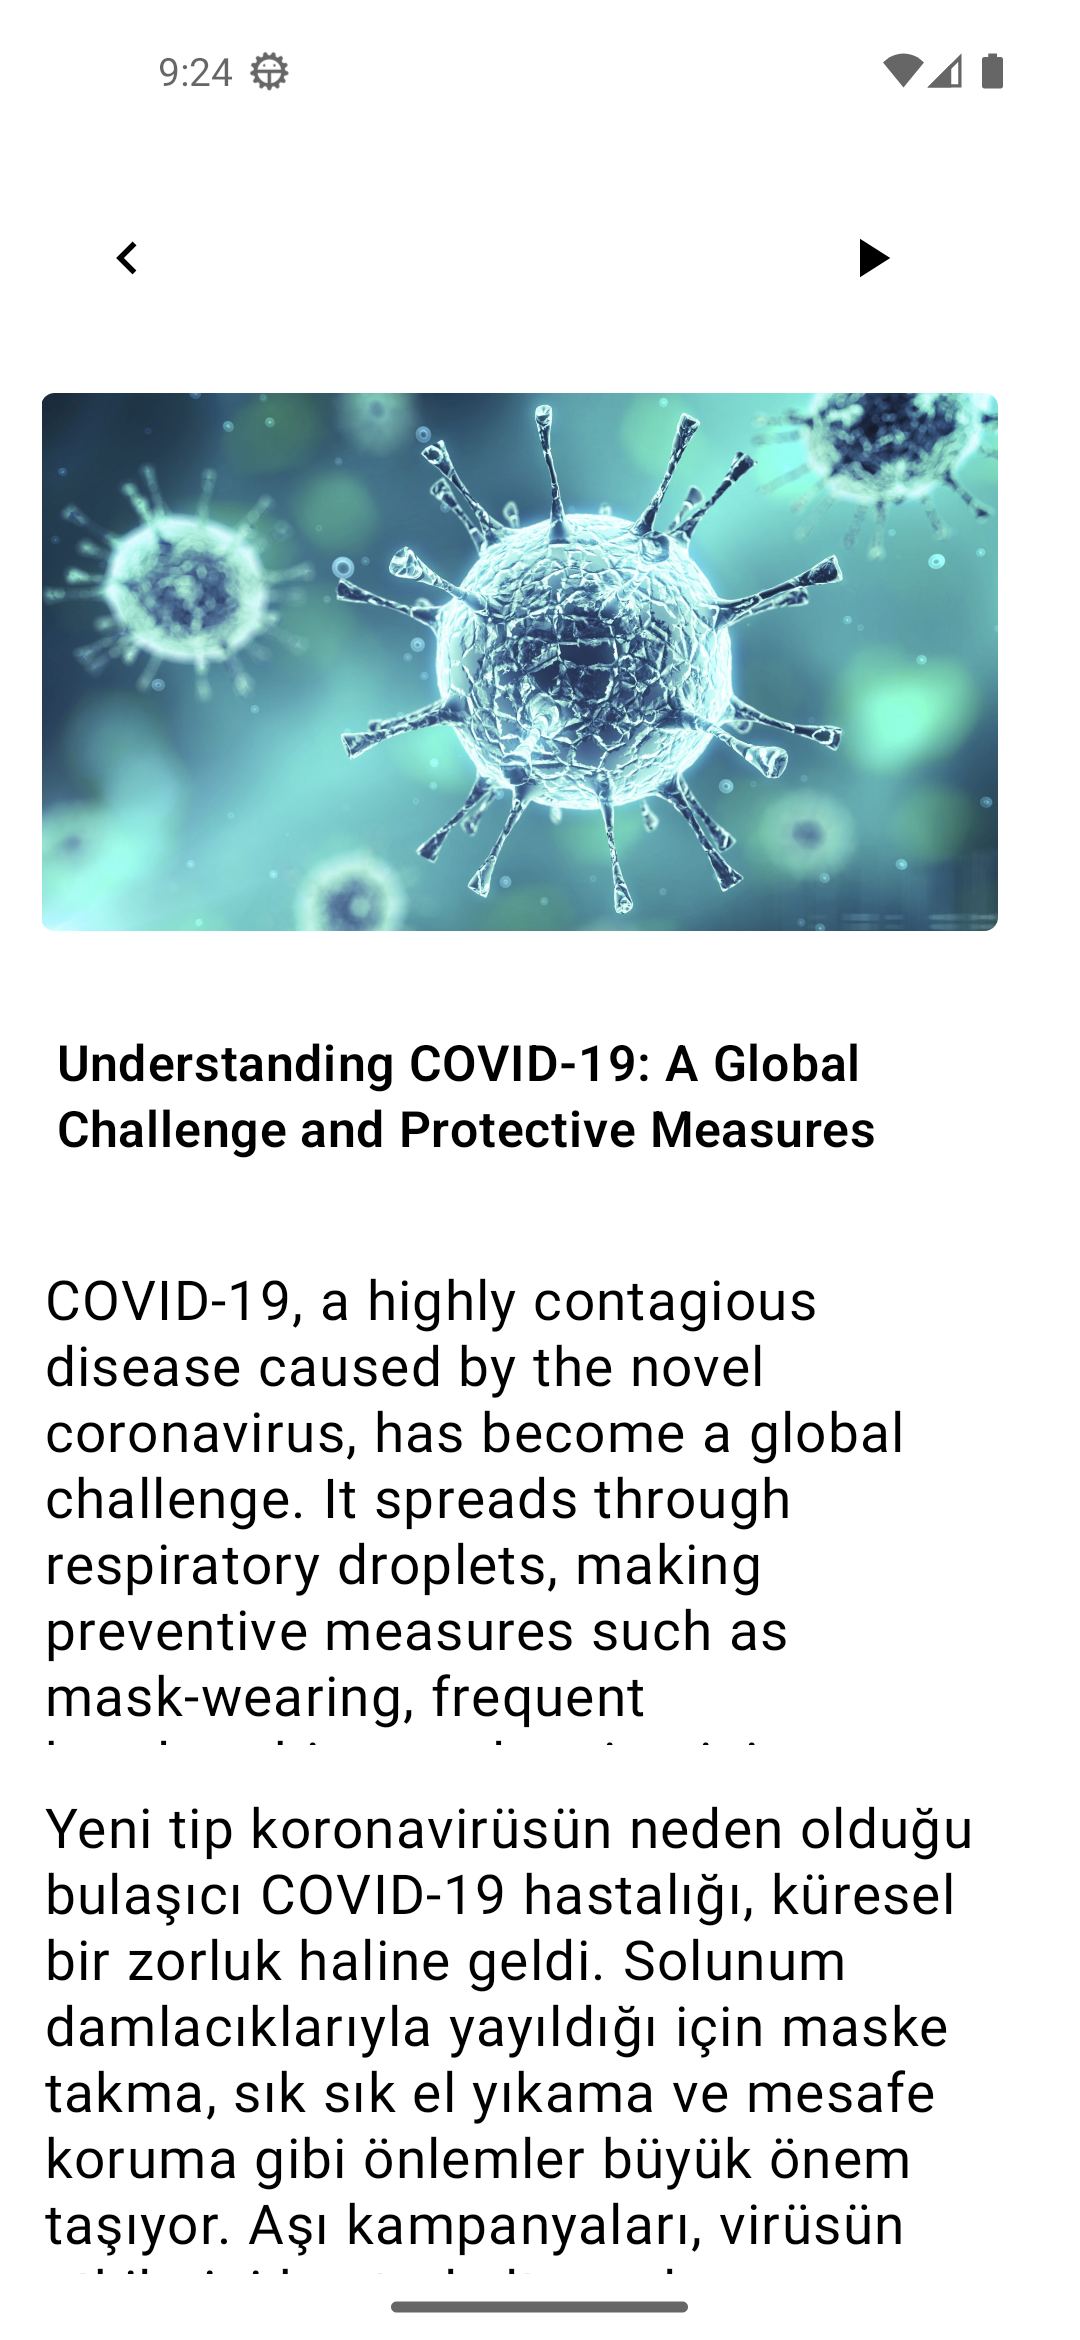 9:24
Understanding COVID-19: A Global
Challenge and Protective Measures
COVID-19, a highly contagious
disease caused by the novel
coronavirus, has become a global
challenge. It spreads through
respiratory droplets, making
preventive measures such as
mask-wearing, frequent
Yeni tip koronavirüsün neden olduğu
bulaşıcı COVID-19 hastalığı, küresel
bir zorluk haline geldi. Solunum
damlacıklarıyla yayıldığı için maske
takma, sık sık el yıkama ve mesafe
koruma gibi önlemler büyük önem
taşıyor. Aşı kampanyaları, virüsün